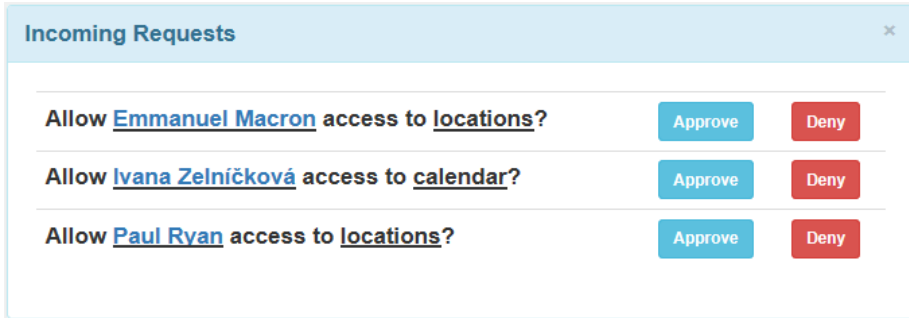 Incoming Requests ×
Allow Emmanuel Macron access to locations? Approve Deny
Allow Ivana Zelníčková access to calendar? Approve Deny
Allow Paul Ryan access to locations? Approve Deny